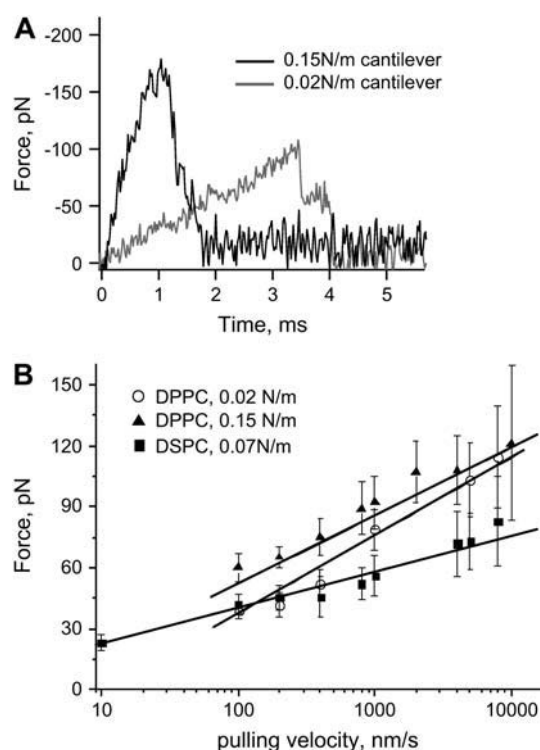 A
-200
-150
-100
-50
0
Force, pN
0.15N/m cantilever
0.02N/m cantilever
0 1 2 3 4 5
Time, ms
B
150
120
90
60
30
0
Force, pN
DPPC, 0.02 N/m
DPPC, 0.15 N/m
DSPC, 0.07N/m
10 100 1000 10000
pulling velocity, nm/s